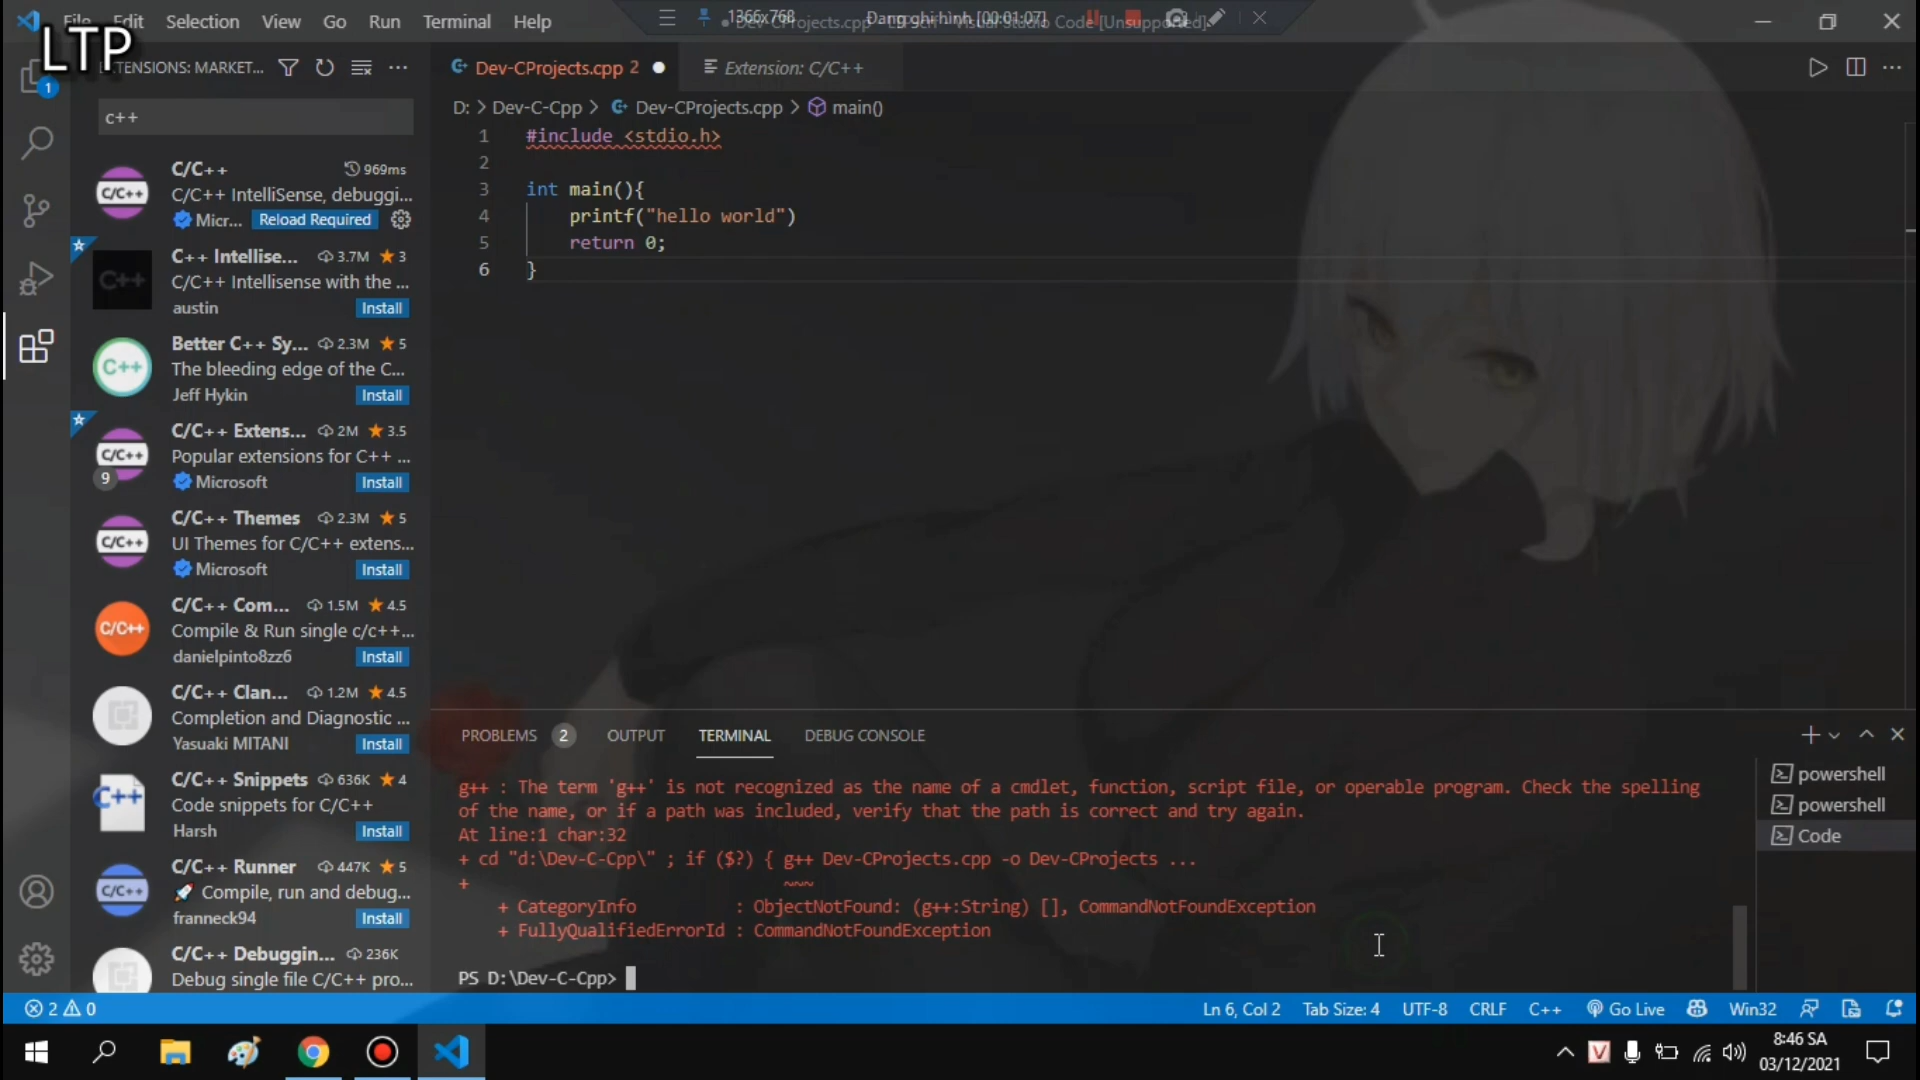 File Edit Selection View Go Run Terminal Help
LTP
1366x768 Đang ghi hình [00:01:07]
Dev-CProjects.cpp - Visual Studio Code [Unsupported]
EXTENSIONS: MARKET...
1
c++
C/C++ 969ms
C/C++ IntelliSense, debuggi...
Micr... Reload Required
C++ Intellise... 3.7M 3
C/C++ Intellisense with the ...
austin Install
Better C++ Sy... 2.3M 5
The bleeding edge of the C...
Jeff Hykin Install
C/C++ Extens... 2M 3.5
Popular extensions for C++ ...
9 Microsoft Install
C/C++ Themes 2.3M 5
UI Themes for C/C++ extens...
Microsoft Install
C/C++ Com... 1.5M 4.5
Compile & Run single c/c++...
danielpinto8zz6 Install
C/C++ Clan... 1.2M 4.5
Completion and Diagnostic ...
Yasuaki MITANI Install
C/C++ Snippets 636K 4
Code snippets for C/C++
Harsh Install
C/C++ Runner 447K 5
Compile, run and debug...
franneck94 Install
C/C++ Debuggin... 236K
Debug single file C/C++ pro...
Dev-CProjects.cpp 2 Extension: C/C++
D: > Dev-C-Cpp > Dev-CProjects.cpp > main()
1 #include <stdio.h>
2
3 int main(){
4 printf("hello world")
5 return 0;
6 }
PROBLEMS 2 OUTPUT TERMINAL DEBUG CONSOLE
g++ : The term 'g++' is not recognized as the name of a cmdlet, function, script file, or operable program. Check the spelling
of the name, or if a path was included, verify that the path is correct and try again.
At line:1 char:32
+ cd "d:\Dev-C-Cpp\" ; if ($?) { g++ Dev-CProjects.cpp -o Dev-CProjects ...
+ ~~~
+ CategoryInfo : ObjectNotFound: (g++:String) [], CommandNotFoundException
+ FullyQualifiedErrorId : CommandNotFoundException
PS D:\Dev-C-Cpp>
powershell
powershell
Code
2 0 Ln 6, Col 2 Tab Size: 4 UTF-8 CRLF C++ Go Live Win32
8:46 SA
03/12/2021